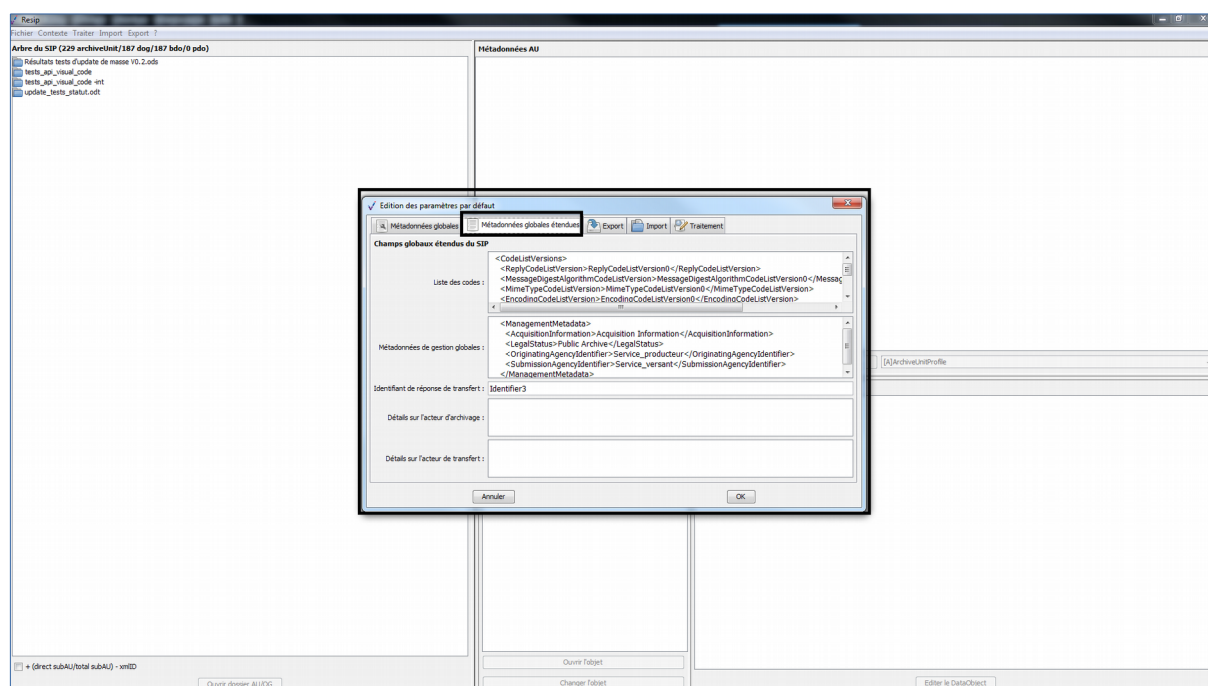 Resip
Fichier Contexte Traiter Import Export ?
Arbre du SIP (229 archiveUnit/187 dog/187 bdo/0 pdo)
Résultats tests d'update de masse V0.2.ods
tests_api_visual_code
tests_api_visual_code -int
update_tests_statut.odt
Métadonnées AU
Edition des paramètres par défaut
Métadonnées globales
Métadonnées globales étendues
Export
Import
Traitement
Champs globaux étendus du SIP
Liste des codes :
<CodeListVersions>
<ReplyCodeListVersion>ReplyCodeListVersion0</ReplyCodeListVersion>
<MessageDigestAlgorithmCodeListVersion>MessageDigestAlgorithmCodeListVersion0</Messag
<MimeTypeCodeListVersion>MimeTypeCodeListVersion0</MimeTypeCodeListVersion>
<EncodingCodeListVersion>EncodingCodeListVersion0</EncodingCodeListVersion>
Métadonnées de gestion globales :
<ManagementMetadata>
<AcquisitionInformation>Acquisition Information</AcquisitionInformation>
<LegalStatus>Public Archive</LegalStatus>
<OriginatingAgencyIdentifier>Service_producteur</OriginatingAgencyIdentifier>
<SubmissionAgencyIdentifier>Service_versant</SubmissionAgencyIdentifier>
</ManagementMetadata>
Identifiant de réponse de transfert : Identifier3
Détails sur l'acteur d'archivage :
Détails sur l'acteur de transfert :
Annuler
OK
[A]ArchiveUnitProfile
+ (direct subAU/total subAU) - xmlID
Ouvrir dossier AU/OG
Ouvrir l'objet
Changer l'objet
Editer le DataObject